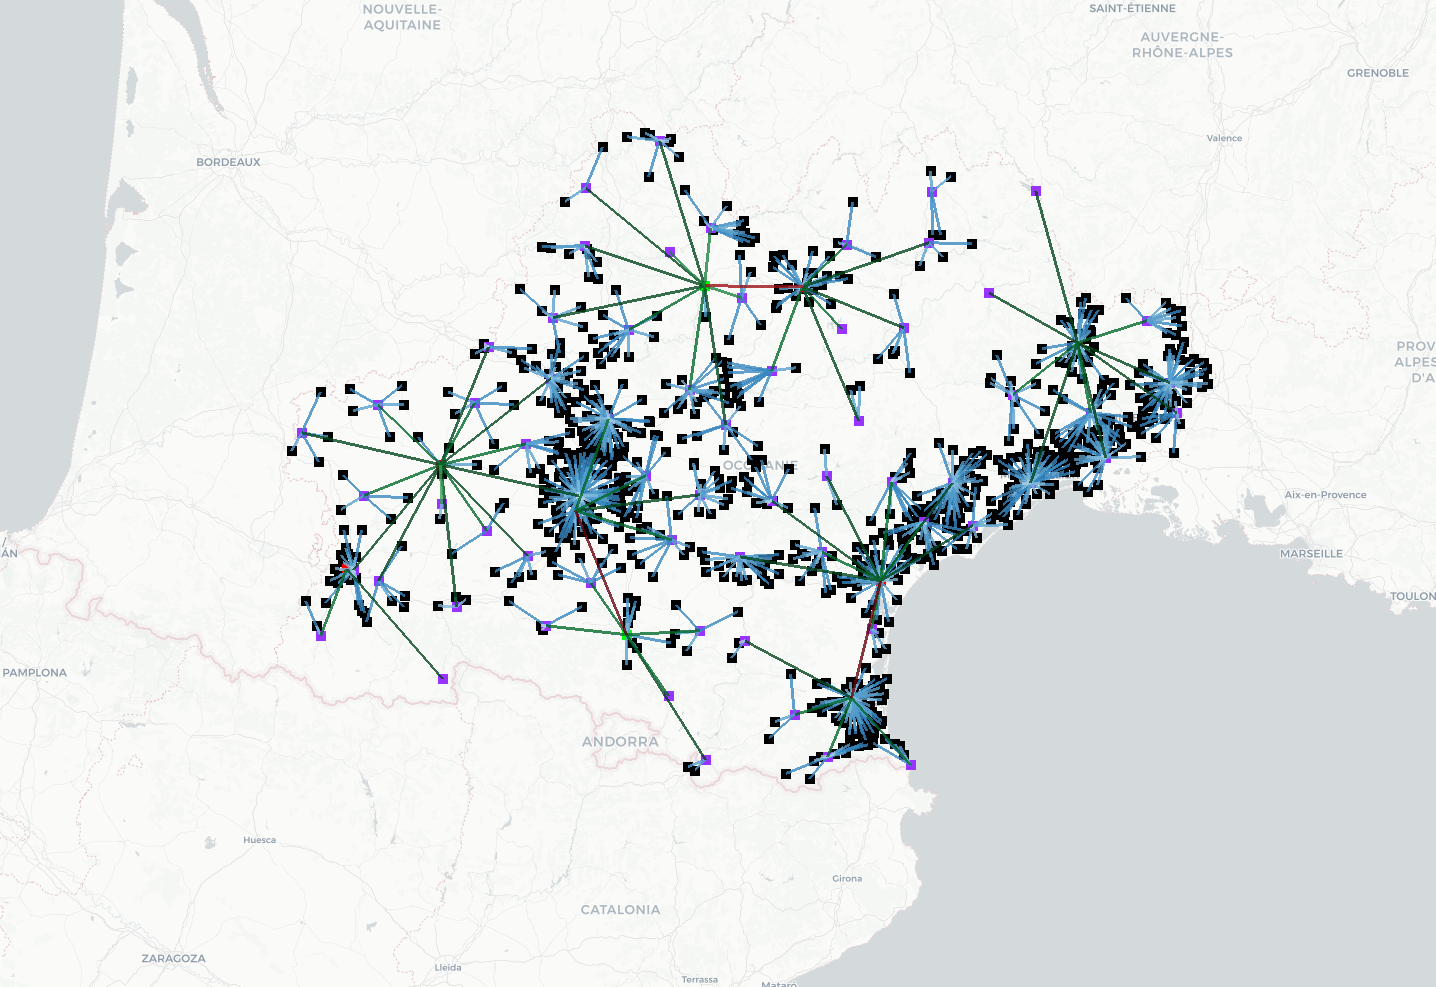 NOUVELLE-
AQUITAINE
SAINT-ÉTIENNE
AUVERGNE-
RHÔNE-ALPES
GRENOBLE
Valence
BORDEAUX
PROV
ALPES
D'A
OCCITANIE
Aix-en-Provence
/
ÁN
MARSEILLE
TOULON
PAMPLONA
ANDORRA
Huesca
Girona
CATALONIA
ZARAGOZA
Lleida
Terrassa
Mataró